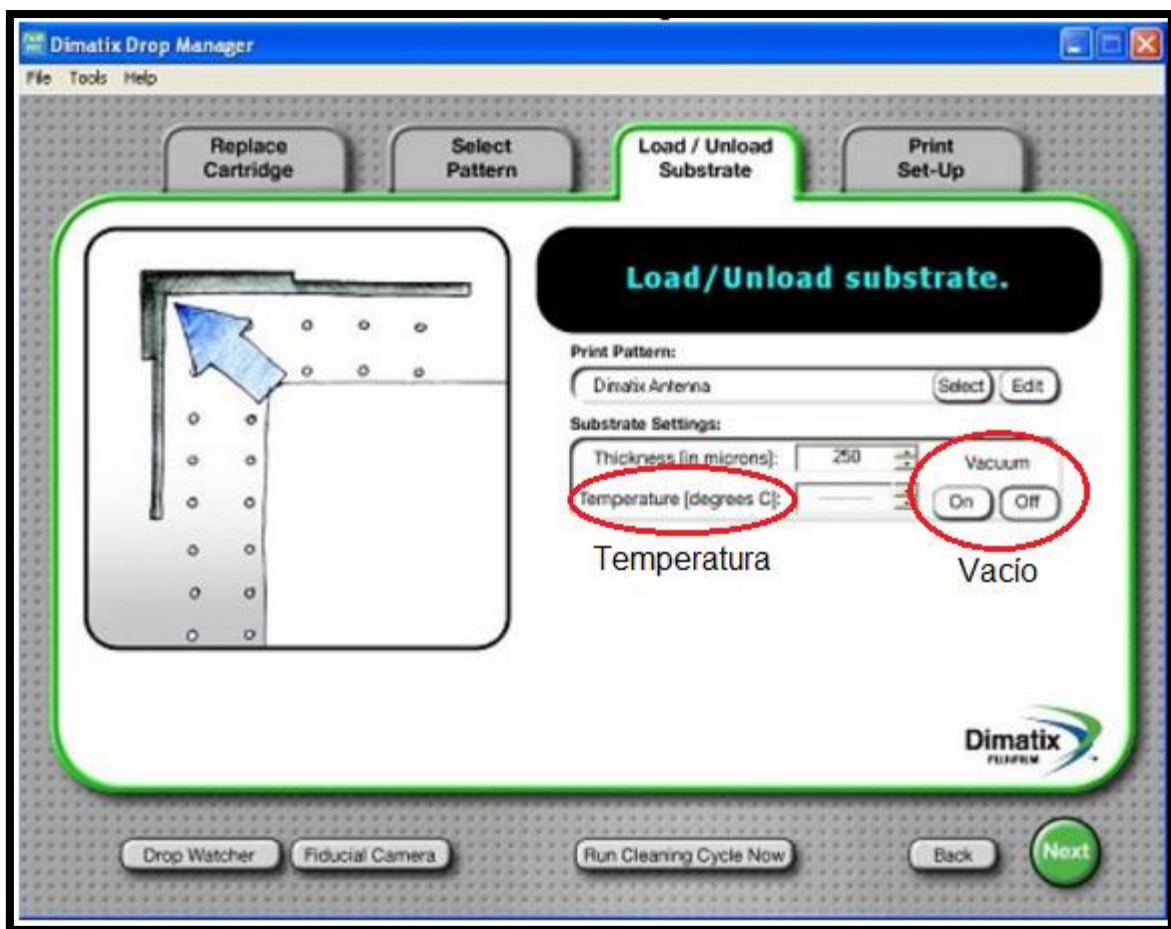 Dimatix Drop Manager
File Tools Help
Replace
Cartridge
Select
Pattern
Load / Unload
Substrate
Print
Set-Up
Load/Unload substrate.
Print Pattern:
Dimatix Antenna
Select
Edit
Substrate Settings:
Thickness [in microns]:
250
Vacuum
Temperature [degrees C]:
On
Off
Temperatura
Vacío
Dimatix
FUJIFILM
Drop Watcher
Fiducial Camera
Run Cleaning Cycle Now
Back
Next